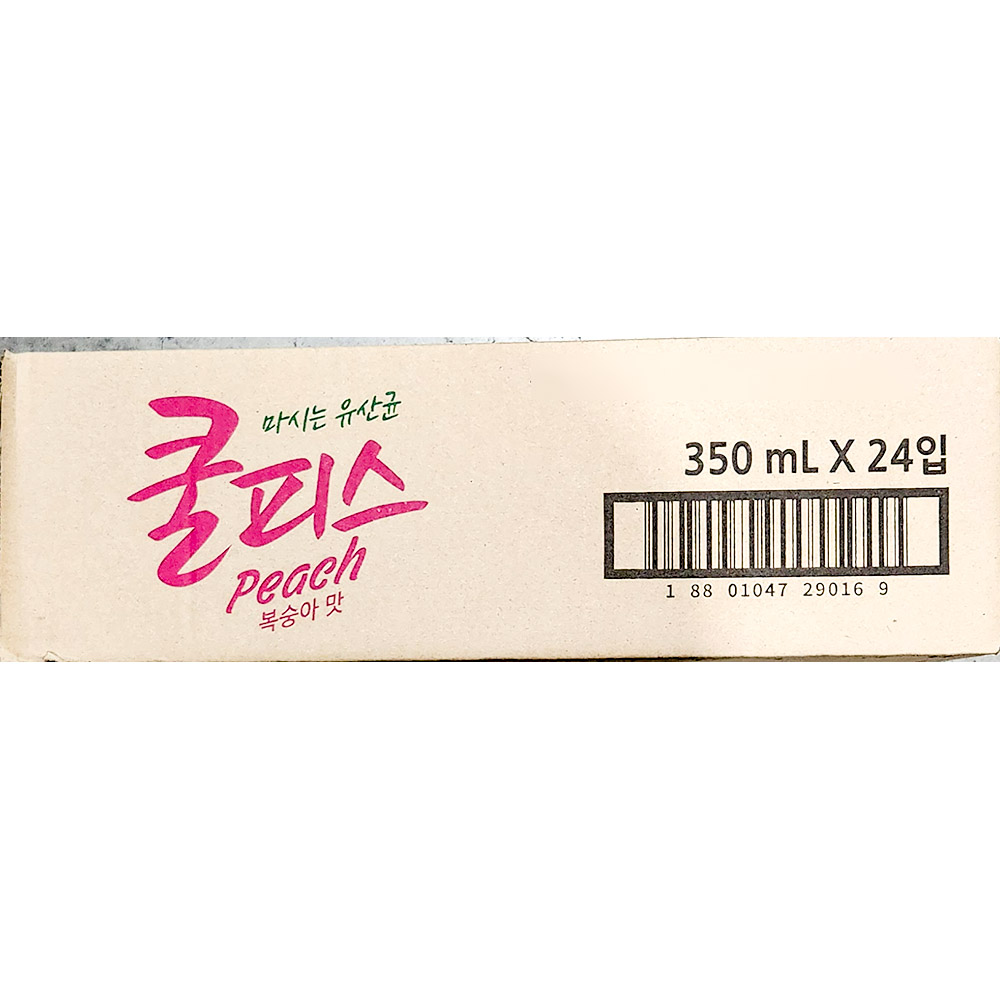 마시는 유산균
쿨피스
Peach
복숭아 맛
350 mL X 24입
1 88 01047 29016 9